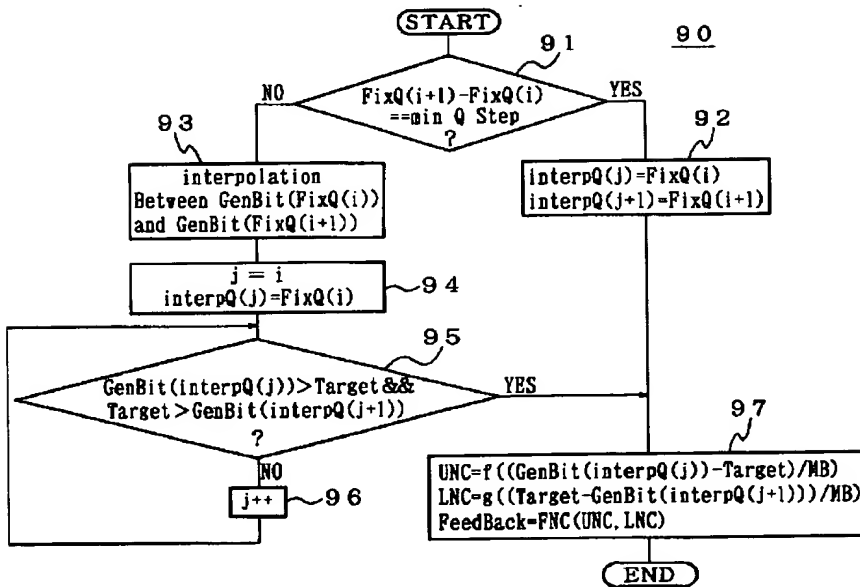 START
91
90
NO
FixQ(i+1)-FixQ(i)
==min Q Step
?
YES
93
92
interpolation
Between GenBit(FixQ(i))
and GenBit(FixQ(i+1))
interpQ(j)=FixQ(i)
interpQ(j+1)=FixQ(i+1)
j = i
interpQ(j)=FixQ(i)
94
95
GenBit(interpQ(j))>Target&&
Target>GenBit(interpQ(j+1))
?
YES
97
NO
j++
96
UNC=f((GenBit(interpQ(j))-Target)/MB)
LNC=g((Target-GenBit(interpQ(j+1)))/MB)
FeedBack=FNC(UNC,LNC)
END